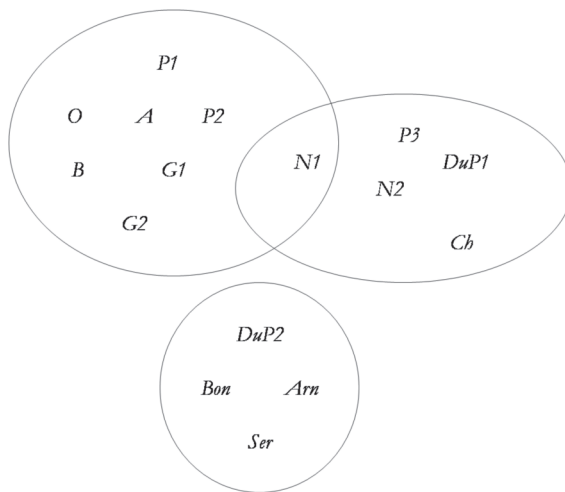 P1
O A P2
B G1
G2
N1
P3
DuP1
N2
Ch
DuP2
Bon Arn
Ser